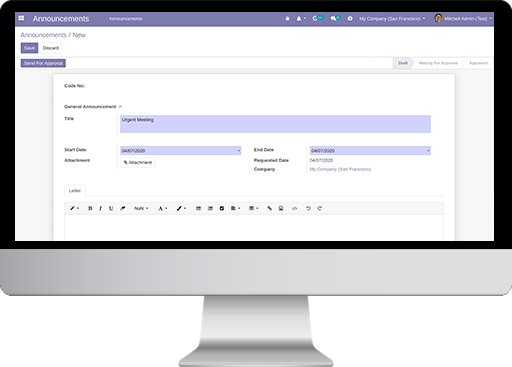 Announcements Announcements My Company (San Francisco) Mitchell Admin (Test)
Announcements / New
Save Discard
Send For Approval Draft Waiting For Approval Approved
Code No:
General Announcement
Title Urgent Meeting
Start Date 04/07/2020 End Date 04/07/2020
Attachment Attachment Requested Date 04/07/2020
Company My Company (San Francisco)
Letter
B I U NaN A </>